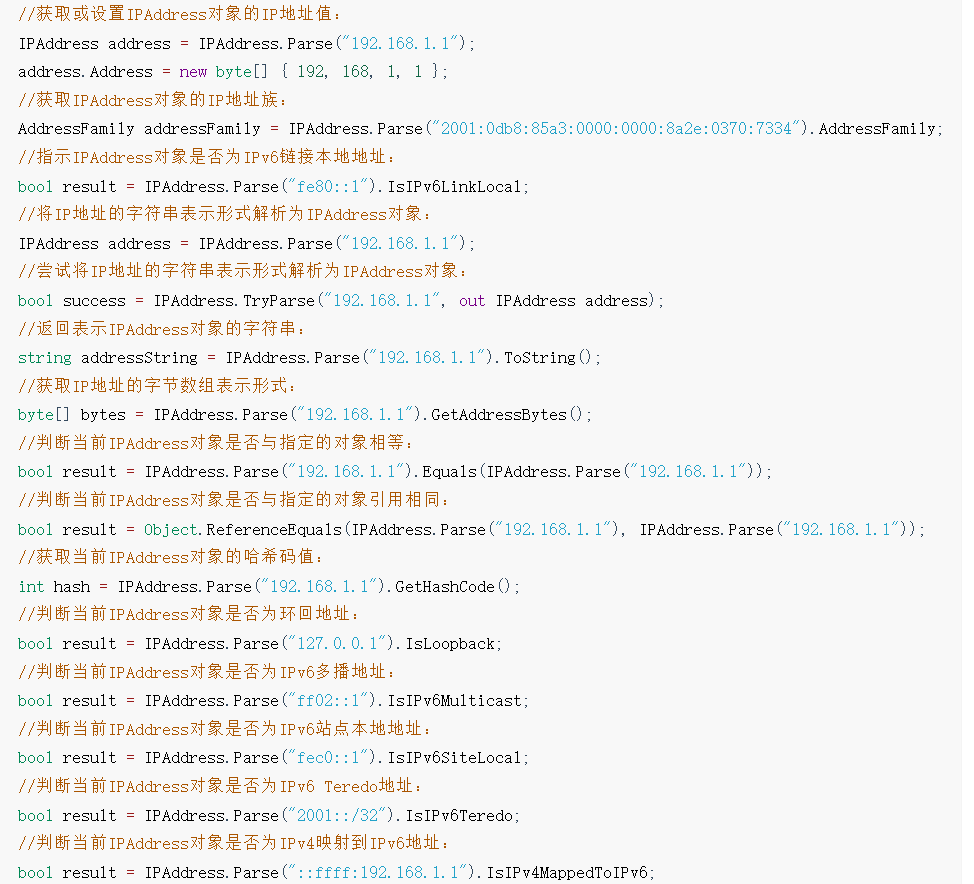 //获取或设置IPAddress对象的IP地址值：
IPAddress address = IPAddress.Parse("192.168.1.1");
address.Address = new byte[] { 192, 168, 1, 1 };
//获取IPAddress对象的IP地址族：
AddressFamily addressFamily = IPAddress.Parse("2001:0db8:85a3:0000:0000:8a2e:0370:7334").AddressFamily;
//指示IPAddress对象是否为IPv6链接本地地址：
bool result = IPAddress.Parse("fe80::1").IsIPv6LinkLocal;
//将IP地址的字符串表示形式解析为IPAddress对象：
IPAddress address = IPAddress.Parse("192.168.1.1");
//尝试将IP地址的字符串表示形式解析为IPAddress对象：
bool success = IPAddress.TryParse("192.168.1.1", out IPAddress address);
//返回表示IPAddress对象的字符串：
string addressString = IPAddress.Parse("192.168.1.1").ToString();
//获取IP地址的字节数组表示形式：
byte[] bytes = IPAddress.Parse("192.168.1.1").GetAddressBytes();
//判断当前IPAddress对象是否与指定的对象相等：
bool result = IPAddress.Parse("192.168.1.1").Equals(IPAddress.Parse("192.168.1.1"));
//判断当前IPAddress对象是否与指定的对象引用相同：
bool result = Object.ReferenceEquals(IPAddress.Parse("192.168.1.1"), IPAddress.Parse("192.168.1.1"));
//获取当前IPAddress对象的哈希码值：
int hash = IPAddress.Parse("192.168.1.1").GetHashCode();
//判断当前IPAddress对象是否为环回地址：
bool result = IPAddress.Parse("127.0.0.1").IsLoopback;
//判断当前IPAddress对象是否为IPv6多播地址：
bool result = IPAddress.Parse("ff02::1").IsIPv6Multicast;
//判断当前IPAddress对象是否为IPv6站点本地地址：
bool result = IPAddress.Parse("fec0::1").IsIPv6SiteLocal;
//判断当前IPAddress对象是否为IPv6 Teredo地址：
bool result = IPAddress.Parse("2001::/32").IsIPv6Teredo;
//判断当前IPAddress对象是否为IPv4映射到IPv6地址：
bool result = IPAddress.Parse("::ffff:192.168.1.1").IsIPv4MappedToIPv6;